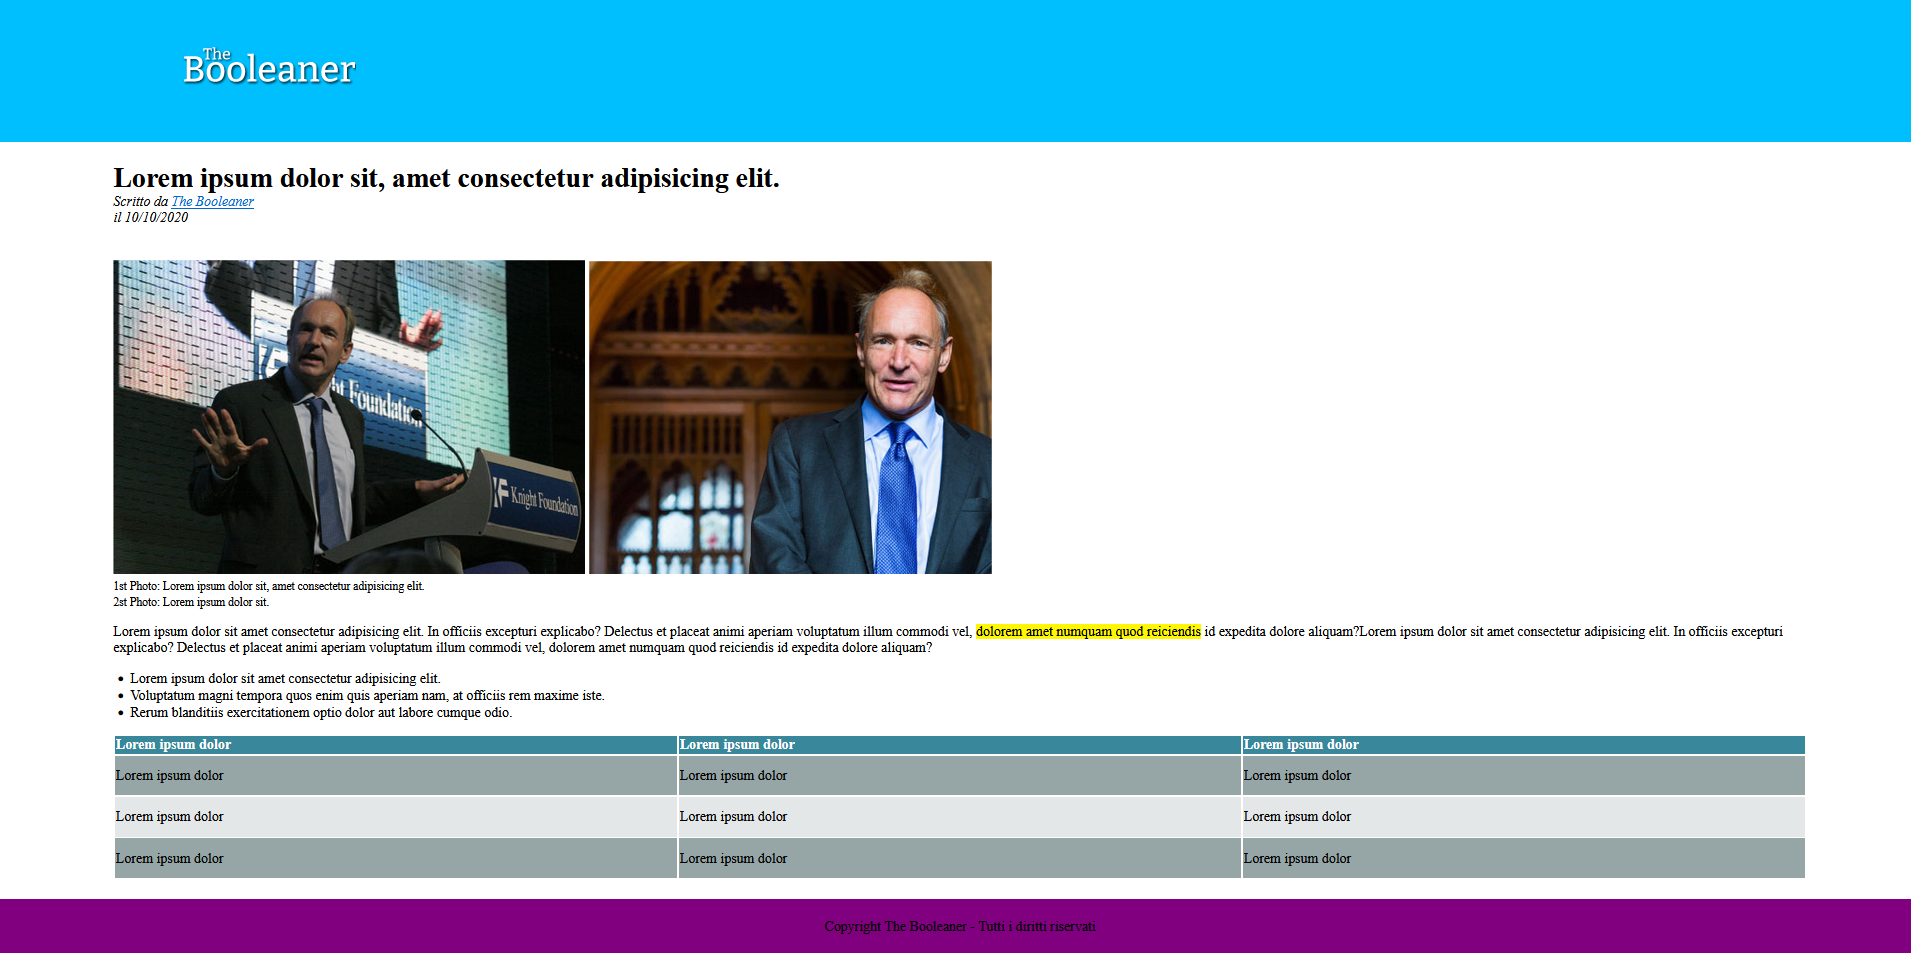 The
Booleaner
Lorem ipsum dolor sit, amet consectetur adipisicing elit.
Scritto da The Booleaner
il 10/10/2020
Knight Foundation
Knight Foundation
1st Photo: Lorem ipsum dolor sit, amet consectetur adipisicing elit.
2st Photo: Lorem ipsum dolor sit.
Lorem ipsum dolor sit amet consectetur adipisicing elit. In officiis excepturi explicabo? Delectus et placeat animi aperiam voluptatum illum commodi vel, dolorem amet numquam quod reiciendis id expedita dolore aliquam?Lorem ipsum dolor sit amet consectetur adipisicing elit. In officiis excepturi
explicabo? Delectus et placeat animi aperiam voluptatum illum commodi vel, dolorem amet numquam quod reiciendis id expedita dolore aliquam?
• Lorem ipsum dolor sit amet consectetur adipisicing elit.
• Voluptatum magni tempora quos enim quis aperiam nam, at officiis rem maxime iste.
• Rerum blanditiis exercitationem optio dolor aut labore cumque odio.
Lorem ipsum dolor Lorem ipsum dolor Lorem ipsum dolor
Lorem ipsum dolor Lorem ipsum dolor Lorem ipsum dolor
Lorem ipsum dolor Lorem ipsum dolor Lorem ipsum dolor
Lorem ipsum dolor Lorem ipsum dolor Lorem ipsum dolor
Copyright The Booleaner - Tutti i diritti riservati